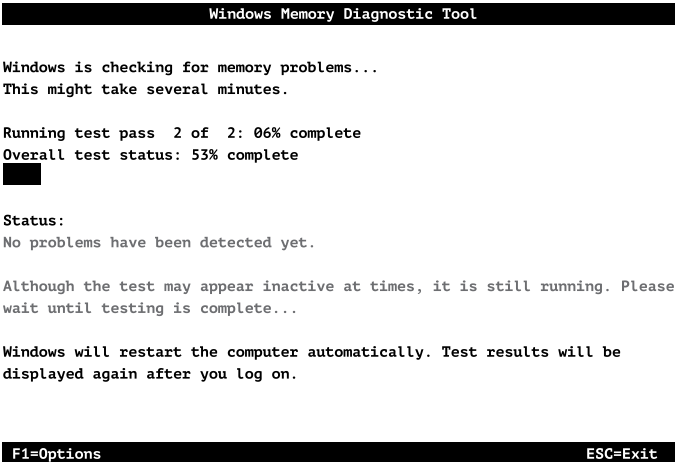 Windows Memory Diagnostic Tool
Windows is checking for memory problems...
This might take several minutes.
Running test pass  2 of  2: 06% complete
Overall test status: 53% complete
Status:
No problems have been detected yet.
Although the test may appear inactive at times, it is still running. Please
wait until testing is complete...
Windows will restart the computer automatically. Test results will be
displayed again after you log on.
F1=Options ESC=Exit